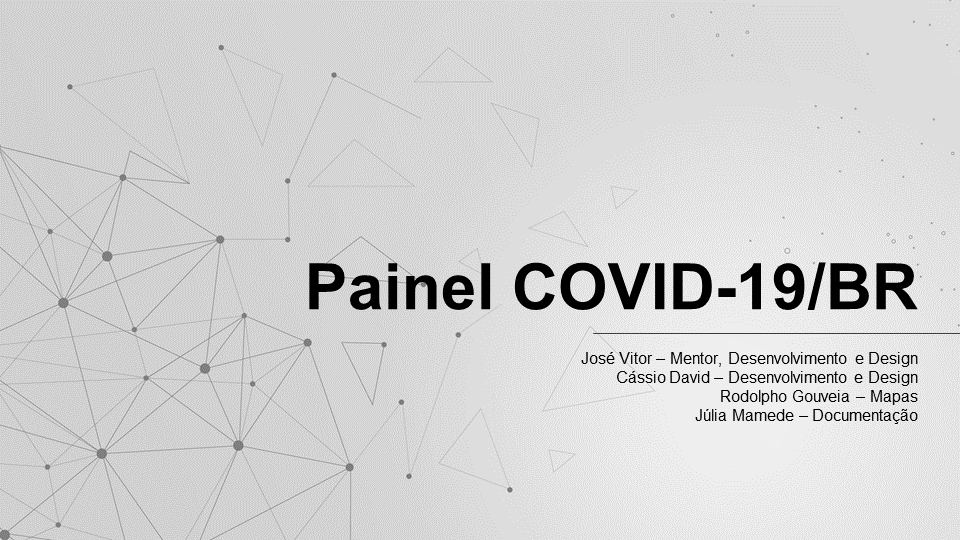 Painel COVID-19/BR
José Vitor – Mentor, Desenvolvimento e Design
Cássio David – Desenvolvimento e Design
Rodolpho Gouveia – Mapas
Júlia Mamede – Documentação